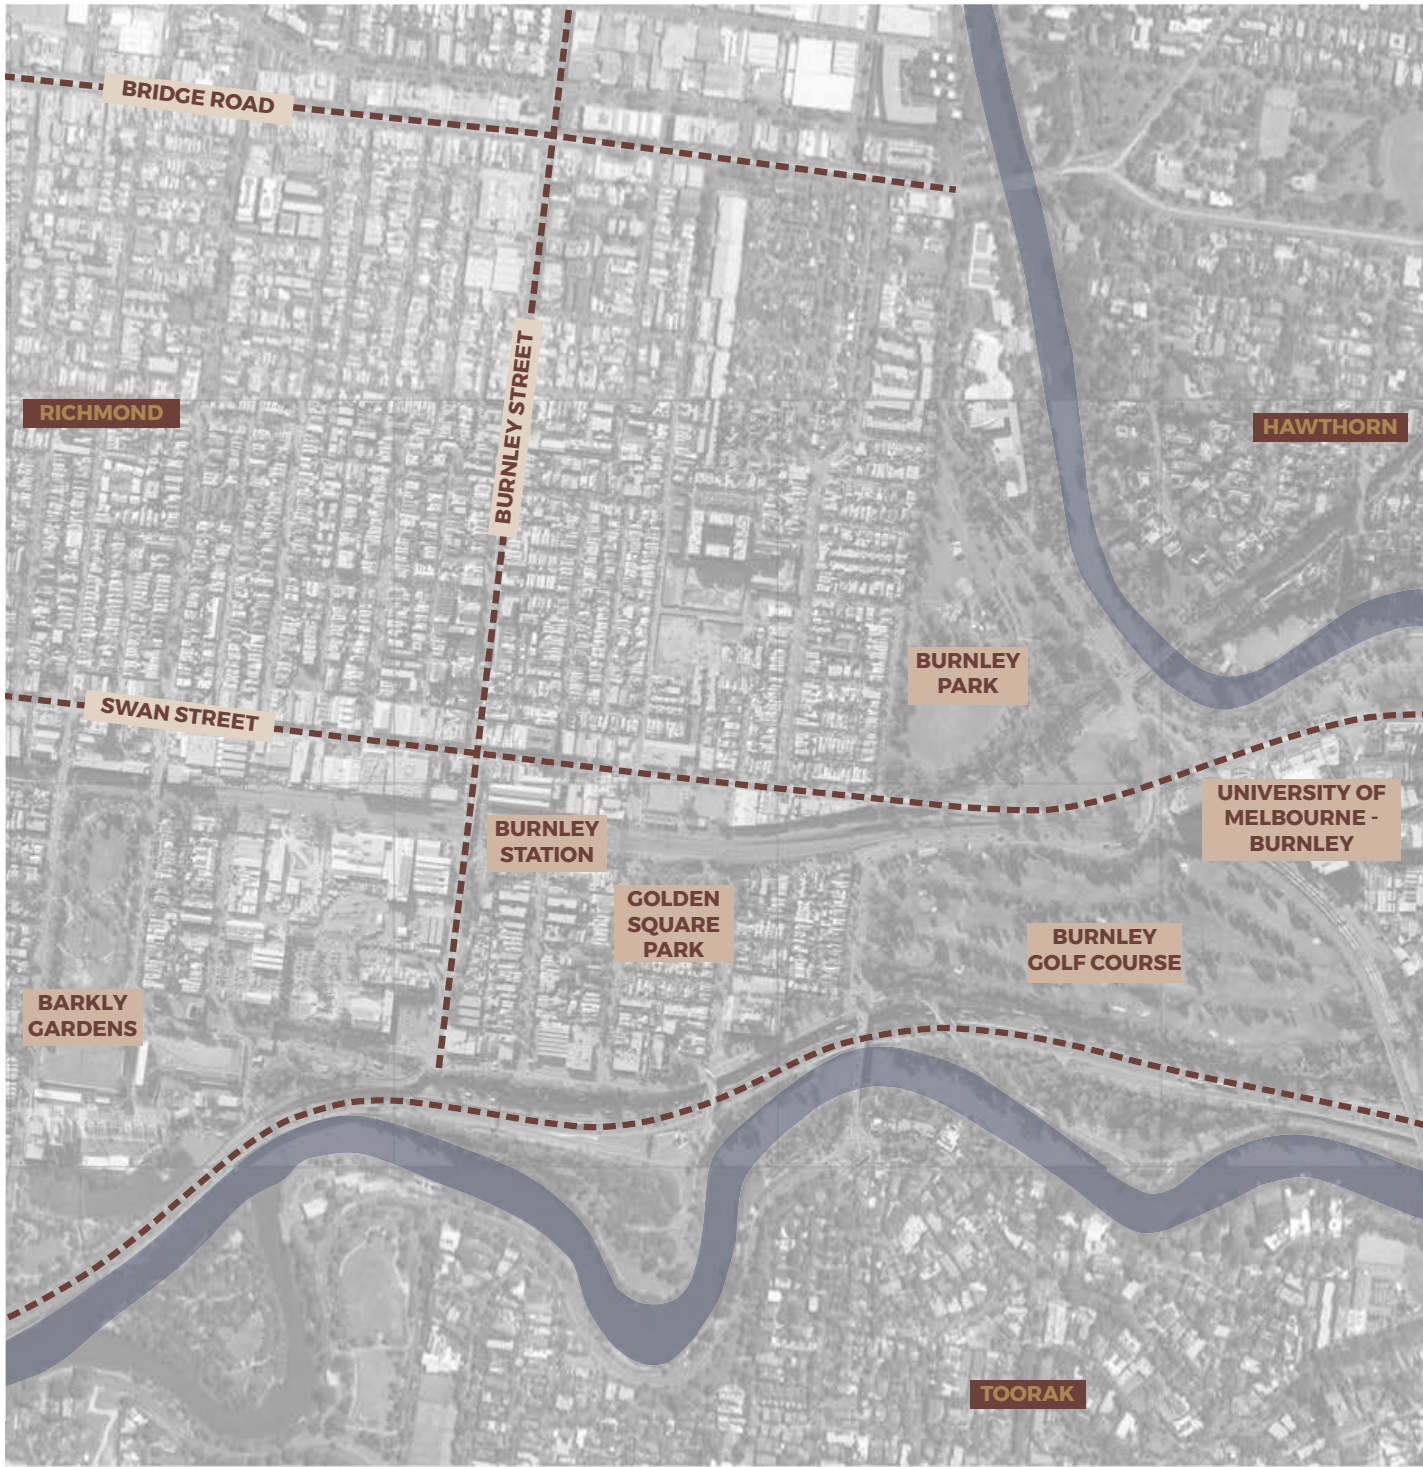 BRIDGE ROAD
BURNLEY STREET
RICHMOND
HAWTHORN
BURNLEY
PARK
SWAN STREET
UNIVERSITY OF
MELBOURNE -
BURNLEY
BURNLEY
STATION
GOLDEN
SQUARE
PARK
BURNLEY
GOLF COURSE
BARKLY
GARDENS
TOORAK